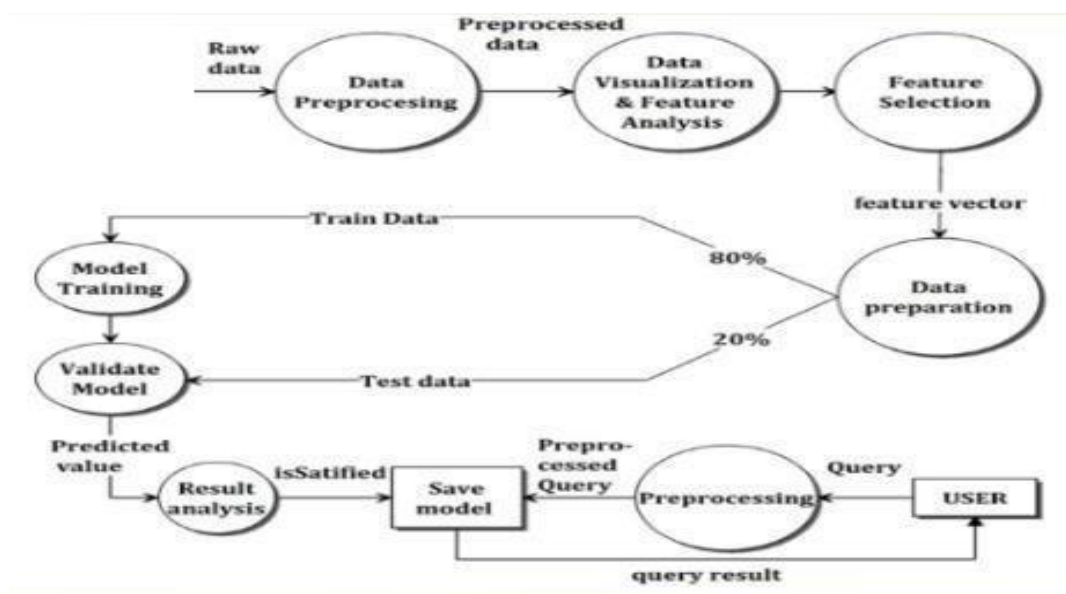 Raw
data
Data
Preprocesing
Preprocessed
data
Data
Visualization
& Feature
Analysis
Feature
Selection
feature vector
Data
preparation
80%
Train Data
20%
Test data
Model
Training
Validate
Model
Predicted
value
Result
analysis
isSatified
Save
model
Prepro-
cessed
Query
Preprocessing
Query
USER
query result